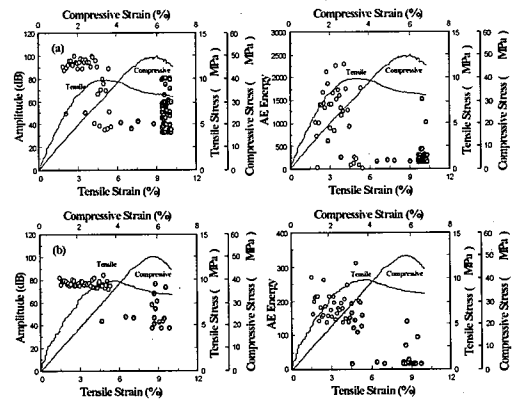 Compressive Strain (%)
0 2 4 6 8
(a)
120
100
80
60
40
20
0
Amplitude (dB)
Tensile
Compressive
15
10
5
0
Tensile Stress ( MPa)
60
50
40
30
20
10
0
Compressive Stress ( MPa)
0 3 6 9 12
Tensile Strain (%)
Compressive Strain (%)
0 2 4 6 8
3000
2500
2000
1500
1000
500
0
AE Energy
Tensile
Compressive
15
10
5
0
Tensile Stress ( MPa)
60
50
40
30
20
10
0
Compressive Stress ( MPa)
0 3 6 9 12
Tensile Strain (%)
Compressive Strain (%)
0 2 4 6 8
(b)
120
100
80
60
40
20
0
Amplitude (dB)
Tensile
Compressive
15
10
5
0
Tensile Stress ( MPa)
60
50
40
30
20
10
0
Compressive Stress ( MPa)
0 3 6 9 12
Tensile Strain (%)
Compressive Strain (%)
0 2 4 6 8
400
300
200
100
0
AE Energy
Tensile
Compressive
15
10
5
0
Tensile Stress ( MPa)
60
50
40
30
20
10
0
Compressive Stress ( MPa)
0 3 6 9 12
Tensile Strain (%)